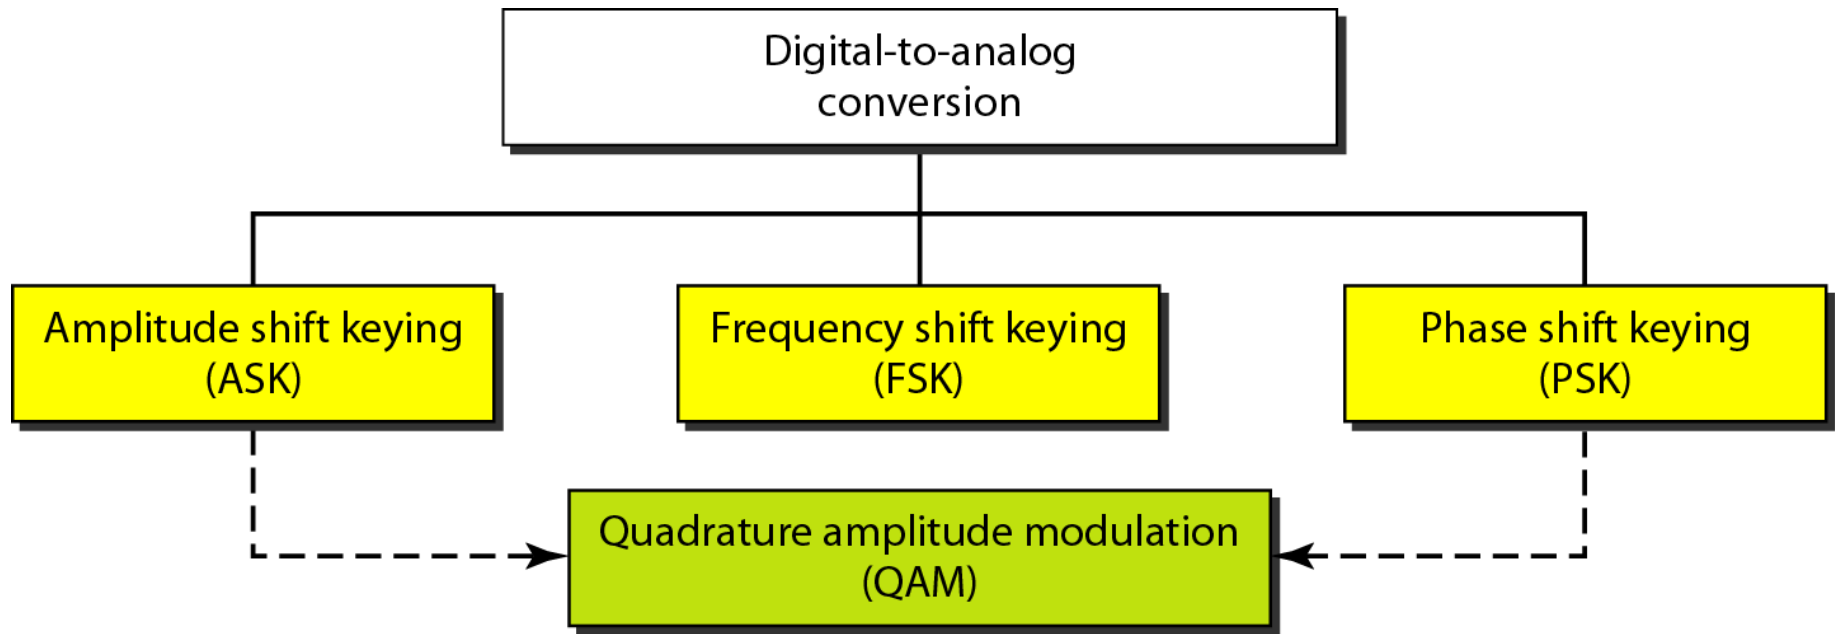 Digital-to-analog
conversion
Amplitude shift keying
(ASK)
Frequency shift keying
(FSK)
Phase shift keying
(PSK)
Quadrature amplitude modulation
(QAM)